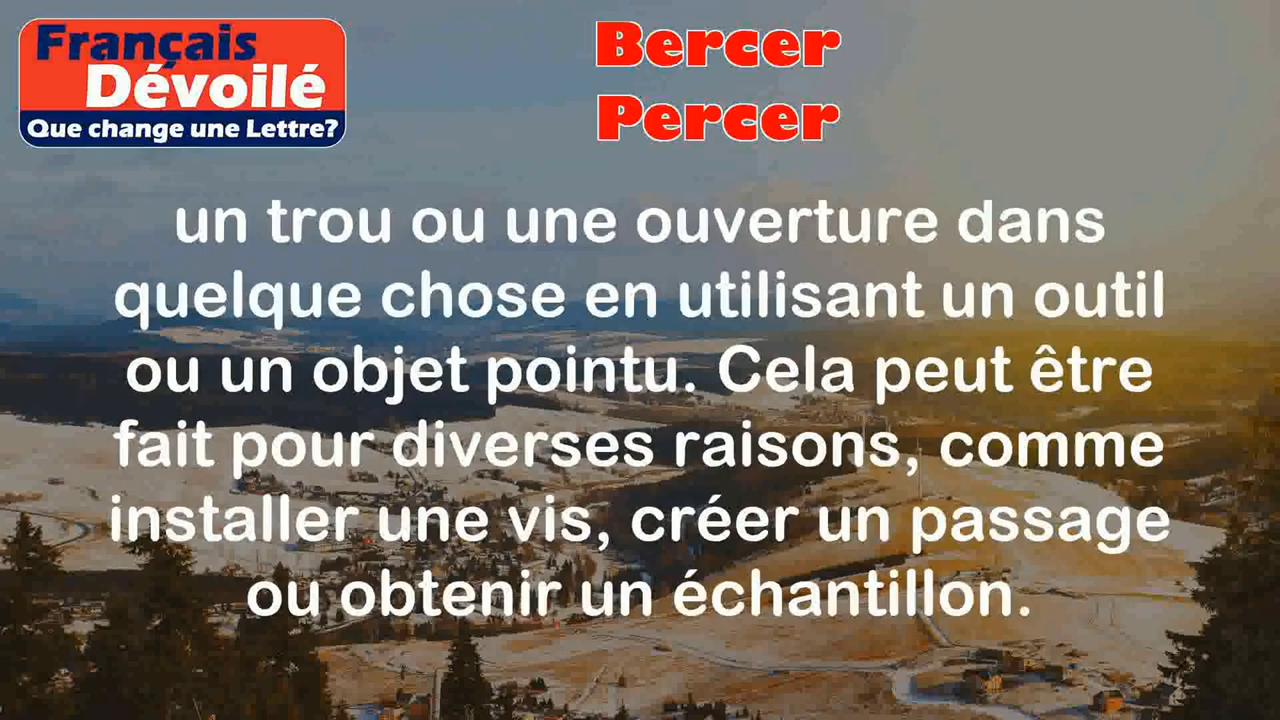 Français
Dévoilé
Que change une Lettre?
Bercer
Percer
un trou ou une ouverture dans
quelque chose en utilisant un outil
ou un objet pointu. Cela peut être
fait pour diverses raisons, comme
installer une vis, créer un passage
ou obtenir un échantillon.